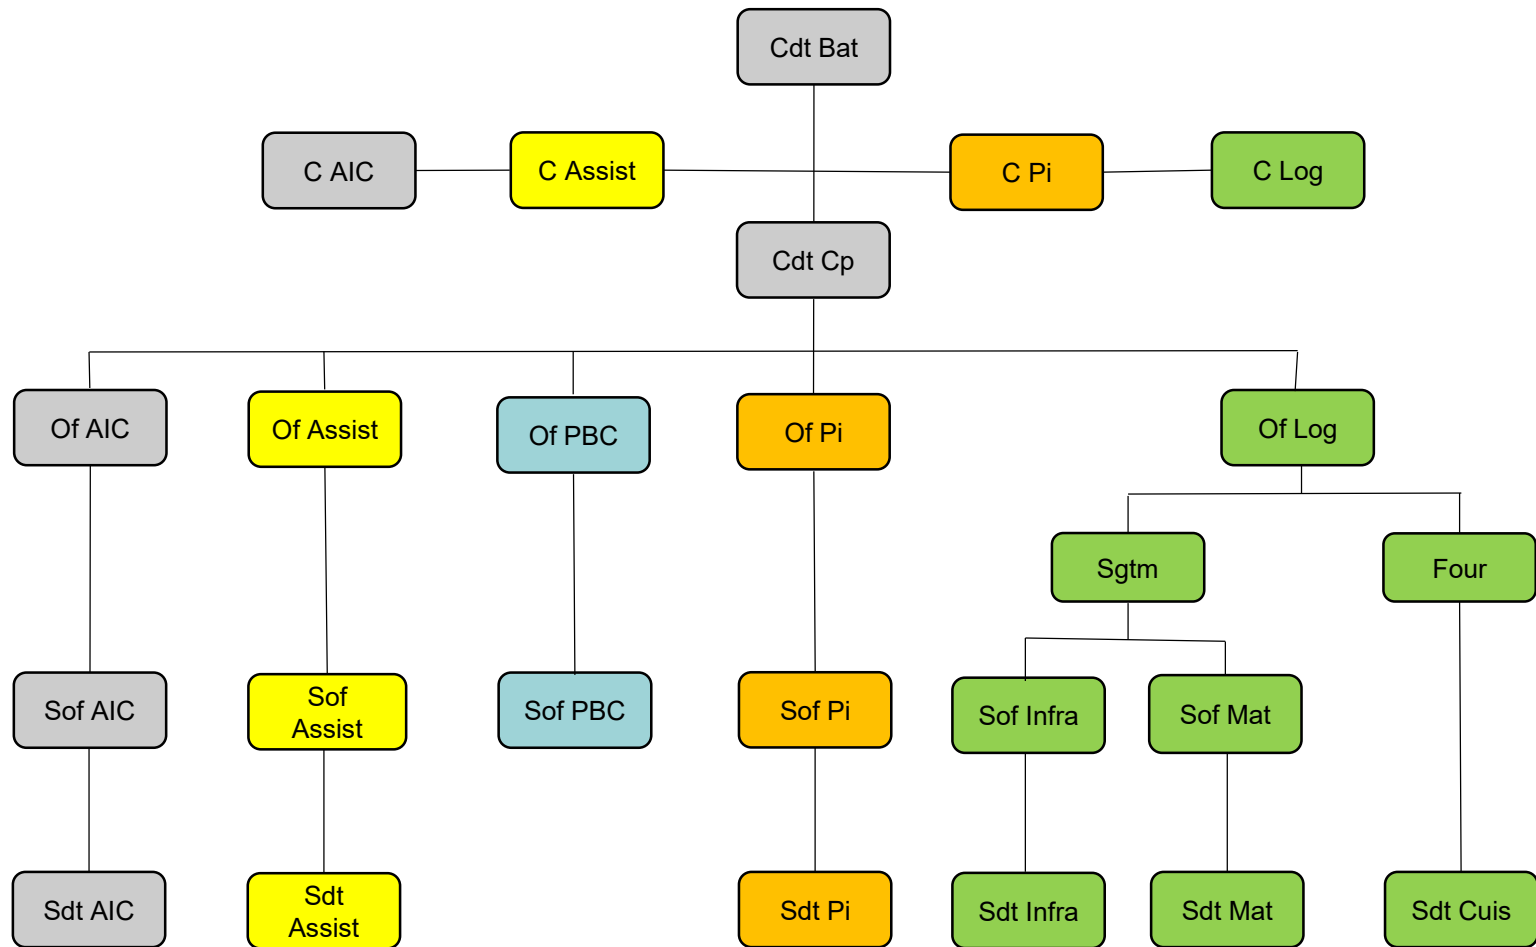 Cdt Bat
C AIC
C Assist
C Pi
C Log
Cdt Cp
Of AIC
Of Assist
Of PBC
Of Pi
Of Log
Sgtm
Four
Sof AIC
Sof
Assist
Sof PBC
Sof Pi
Sof Infra
Sof Mat
Sdt AIC
Sdt
Assist
Sdt Pi
Sdt Infra
Sdt Mat
Sdt Cuis